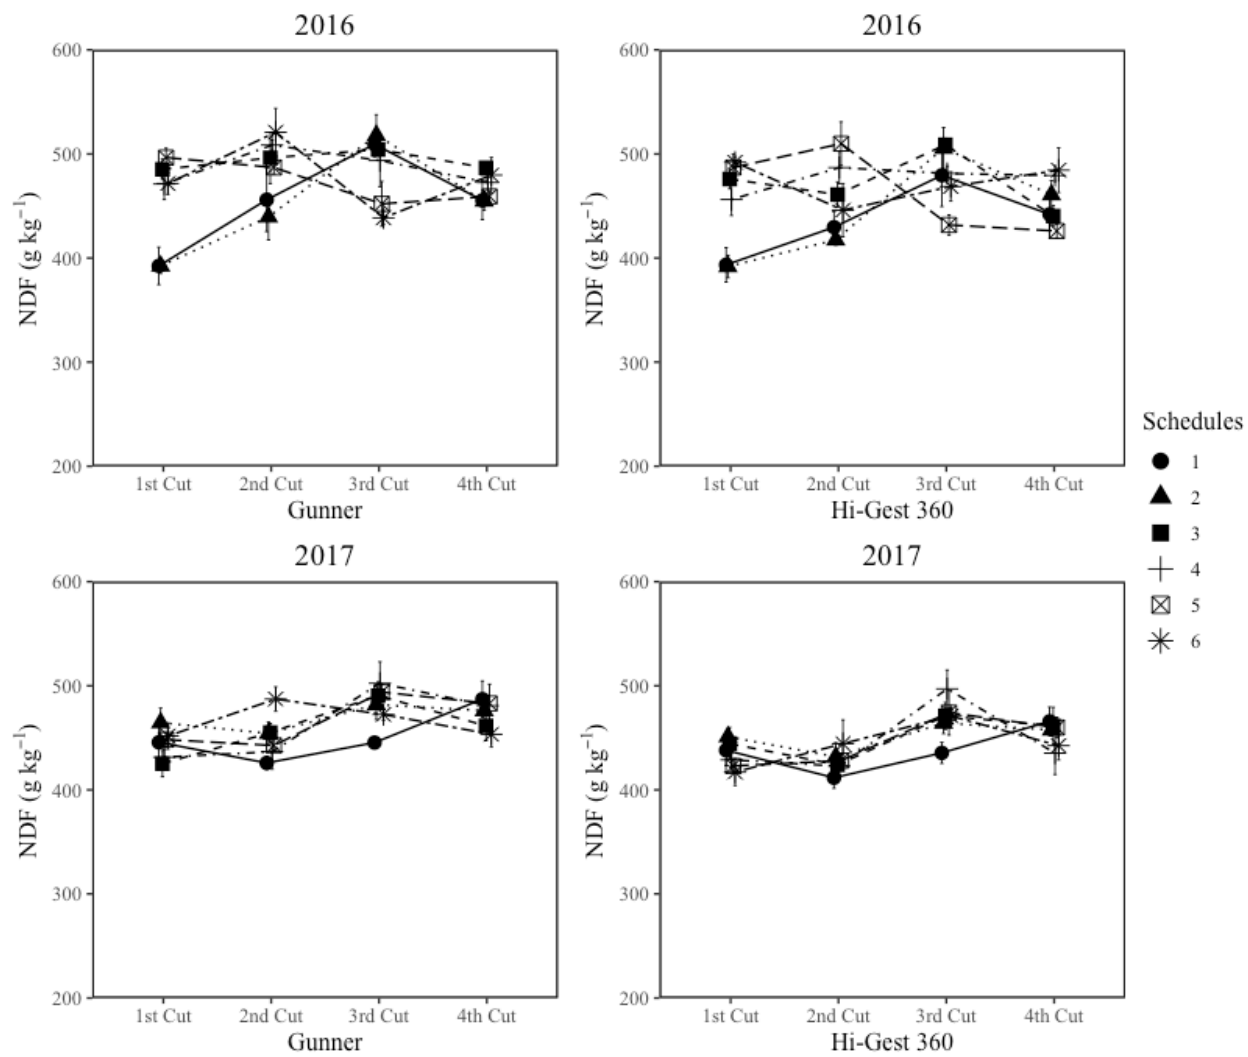 2016
600
500
400
300
200
NDF (g kg⁻¹)
1st Cut 2nd Cut 3rd Cut 4th Cut
Gunner
2016
600
500
400
300
200
NDF (g kg⁻¹)
1st Cut 2nd Cut 3rd Cut 4th Cut
Hi-Gest 360
Schedules
1
2
3
4
5
6
2017
600
500
400
300
200
NDF (g kg⁻¹)
1st Cut 2nd Cut 3rd Cut 4th Cut
Gunner
2017
600
500
400
300
200
NDF (g kg⁻¹)
1st Cut 2nd Cut 3rd Cut 4th Cut
Hi-Gest 360